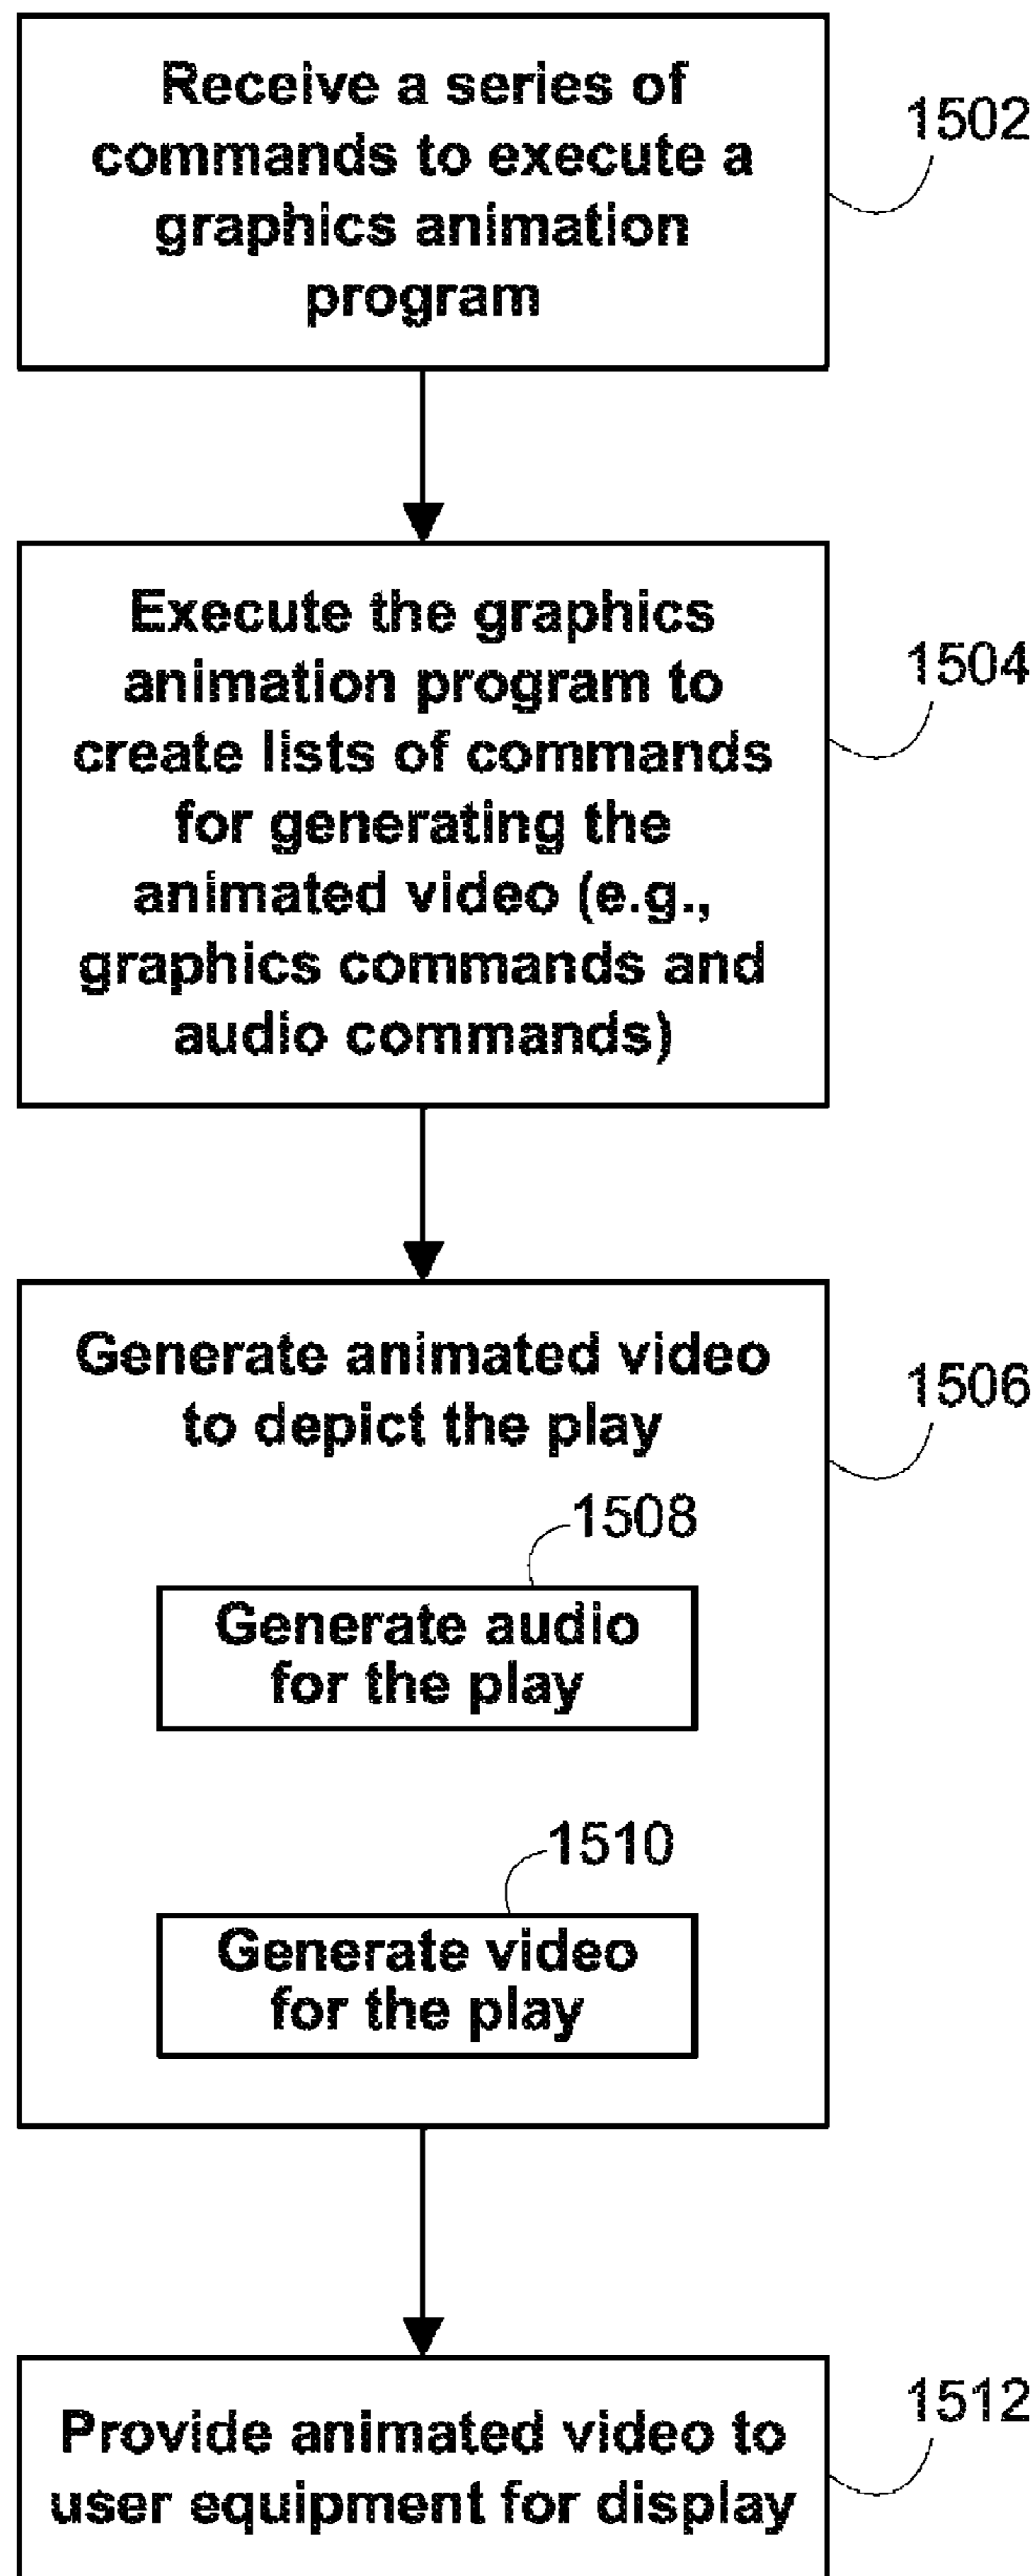 Receive a series of
commands to execute a
graphics animation
program
1502
Execute the graphics
animation program to
create lists of commands
for generating the
animated video (e.g.,
graphics commands and
audio commands)
1504
Generate animated video
to depict the play
1506
1508
Generate audio
for the play
1510
Generate video
for the play
Provide animated video to
user equipment for display
1512